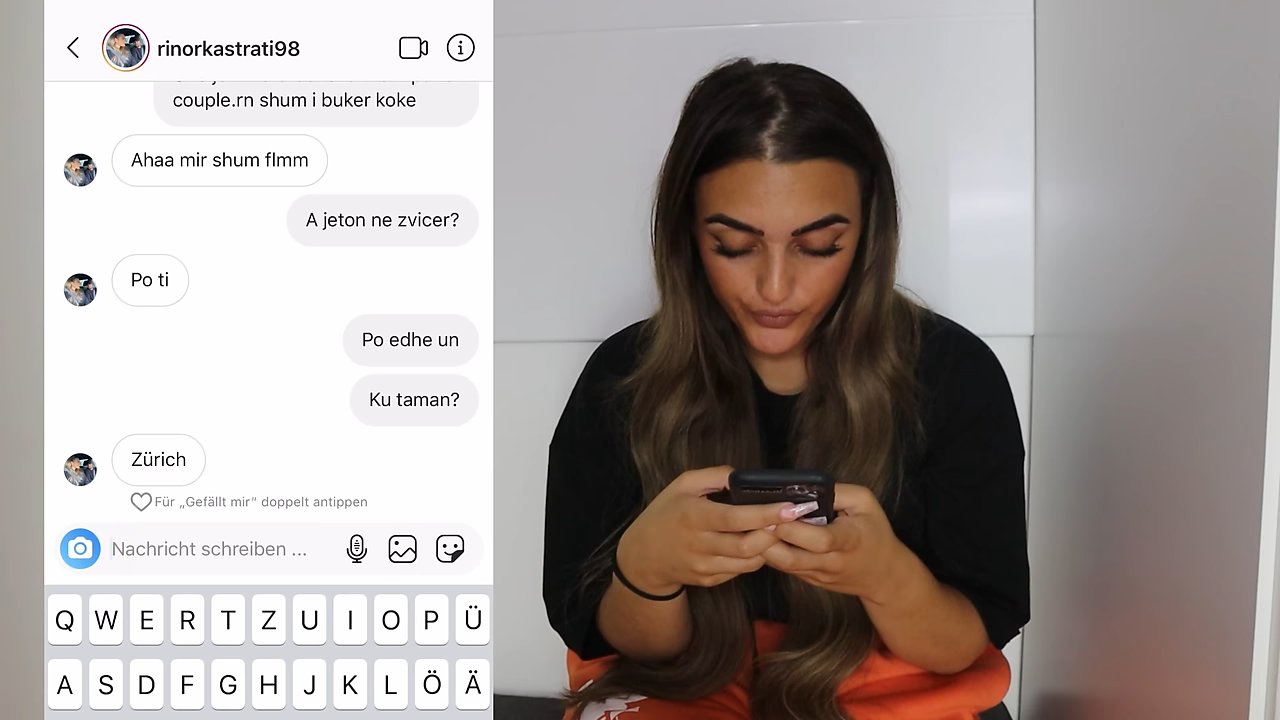 rinorkastrati98
couple.rn shum i buker koke
Ahaa mir shum flmm
A jeton ne zvicer?
Po ti
Po edhe un
Ku taman?
Zürich
Für „Gefällt mir“ doppelt antippen
Nachricht schreiben ...
Q W E R T Z U I O P Ü
A S D F G H J K L Ö Ä